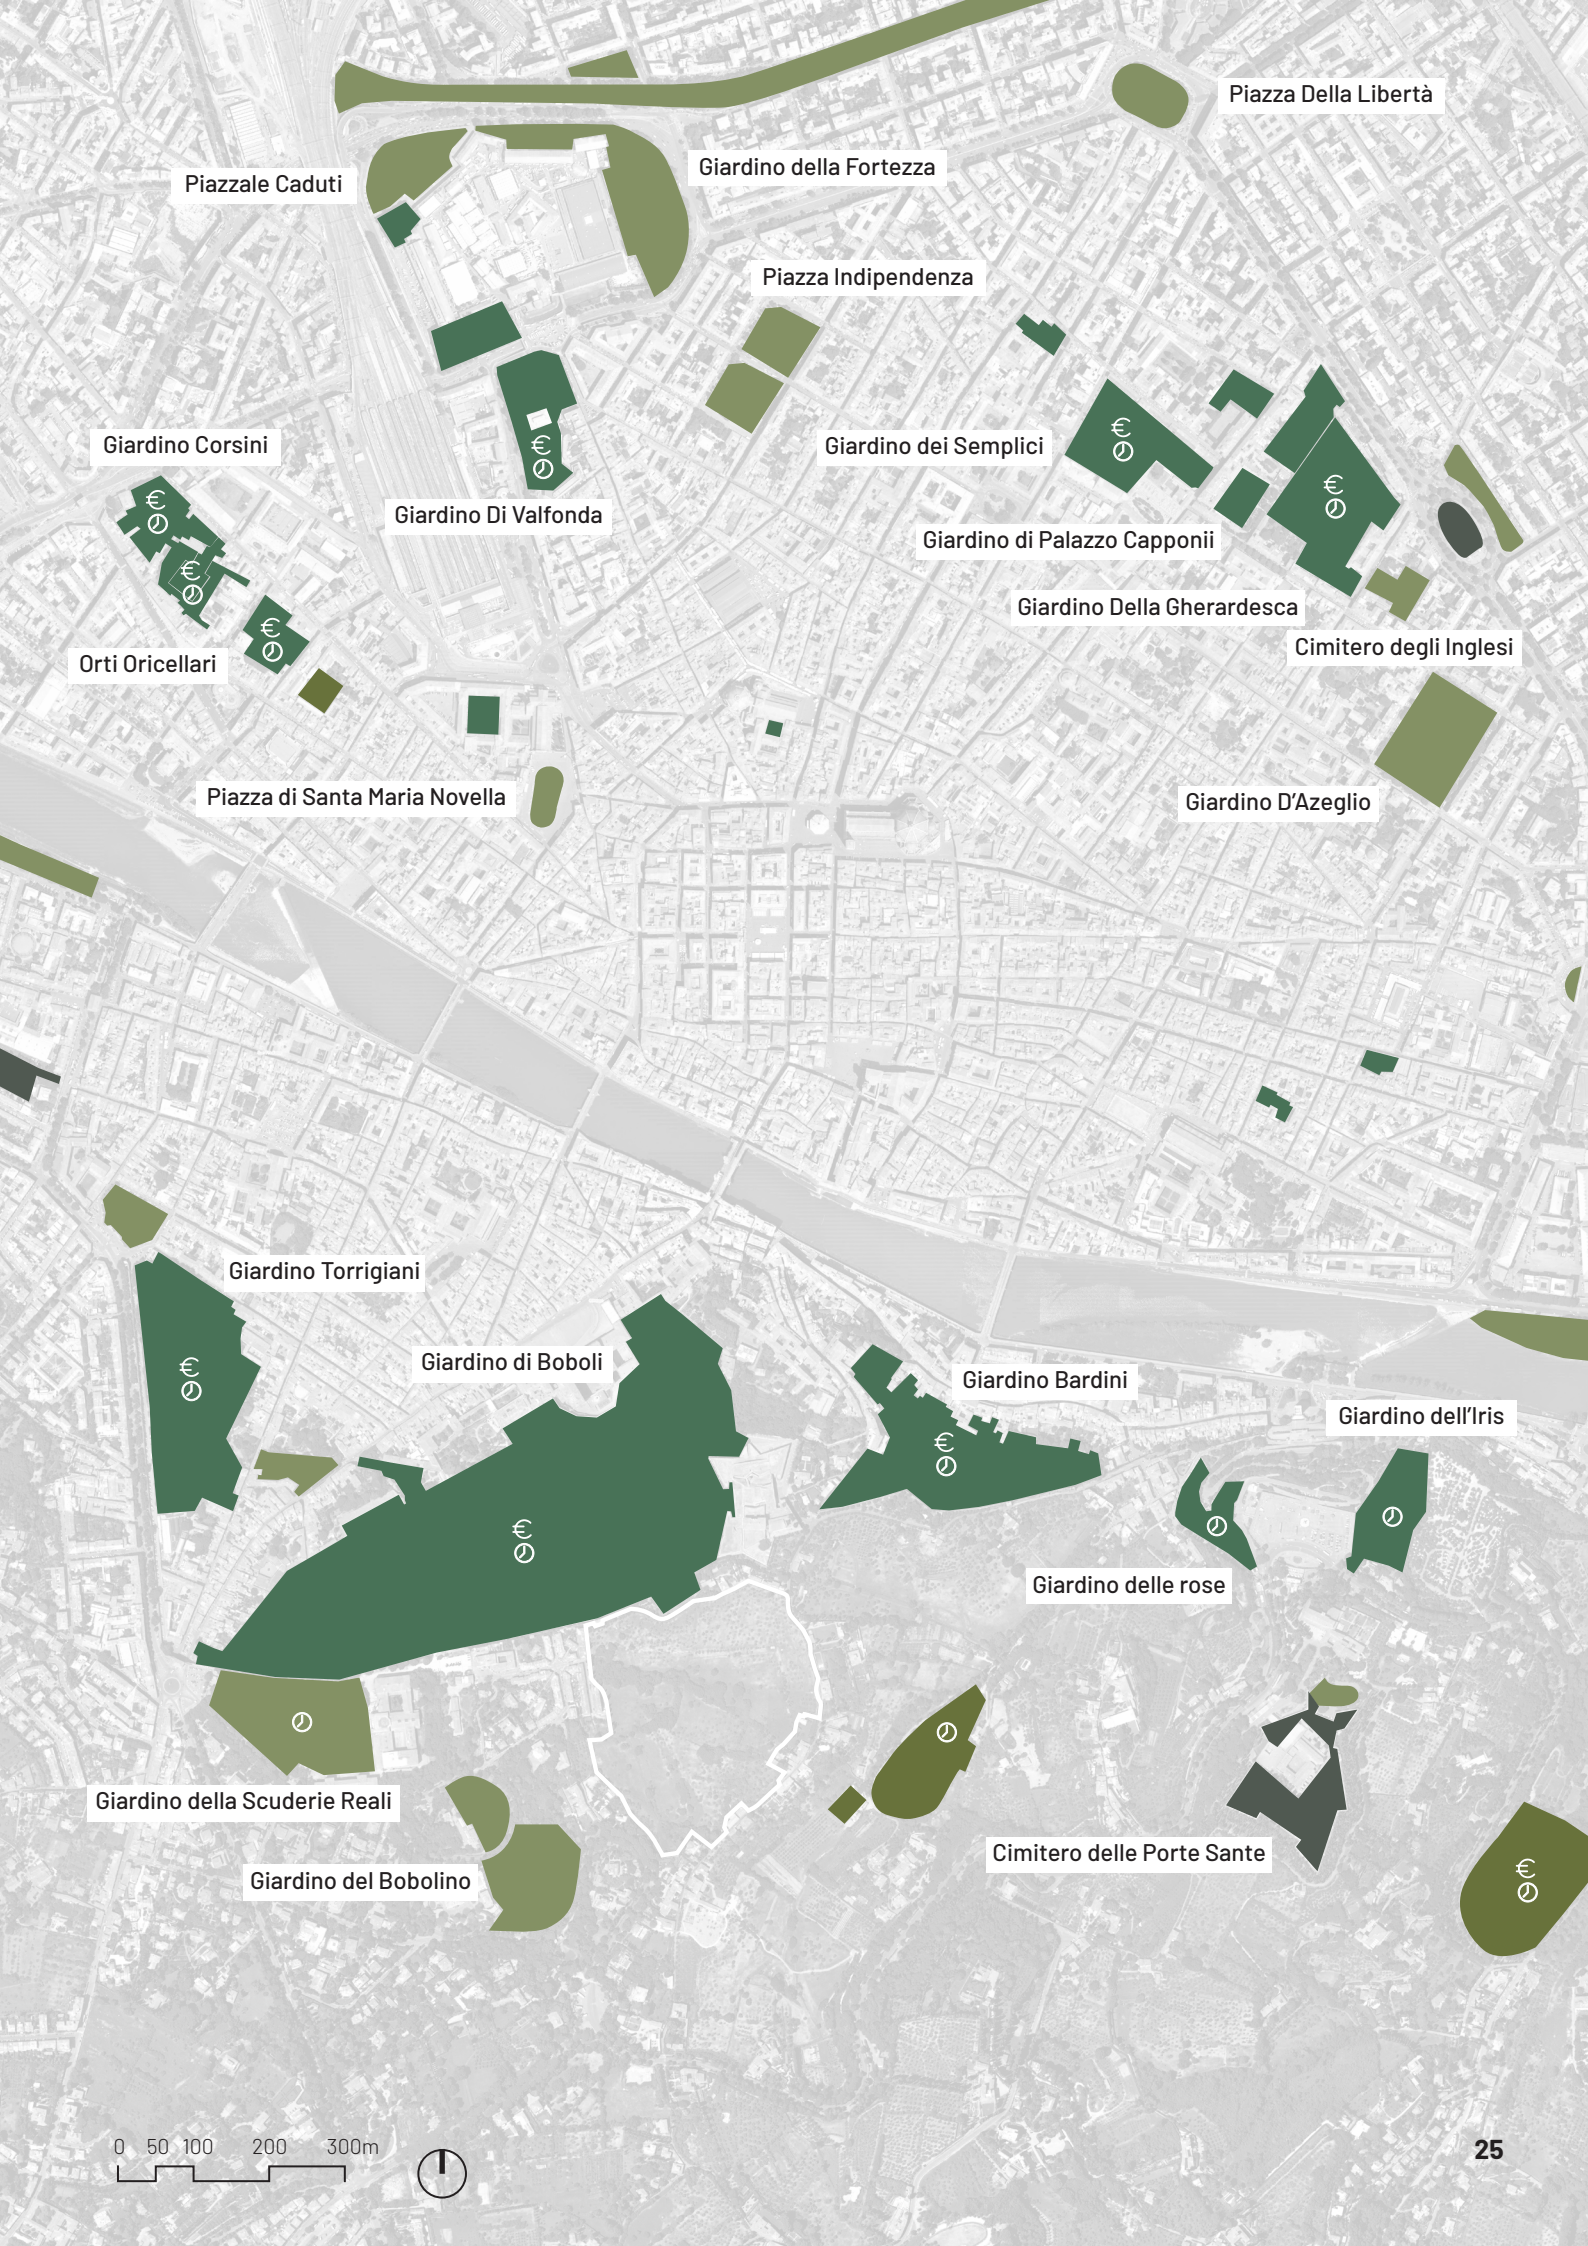 Piazza Della Libertà
Giardino della Fortezza
Piazzale Caduti
Piazza Indipendenza
Giardino Corsini
€
Giardino dei Semplici
€
€
€
€
Giardino Di Valfonda
Giardino di Palazzo Capponii
€
Giardino Della Gherardesca
€
Cimitero degli Inglesi
Orti Oricellari
Piazza di Santa Maria Novella
Giardino D'Azeglio
Giardino Torrigiani
Giardino di Boboli
€
Giardino Bardini
Giardino dell'Iris
€
€
Giardino delle rose
Giardino della Scuderie Reali
Cimitero delle Porte Sante
€
Giardino del Bobolino
0 50 100 200 300m
25